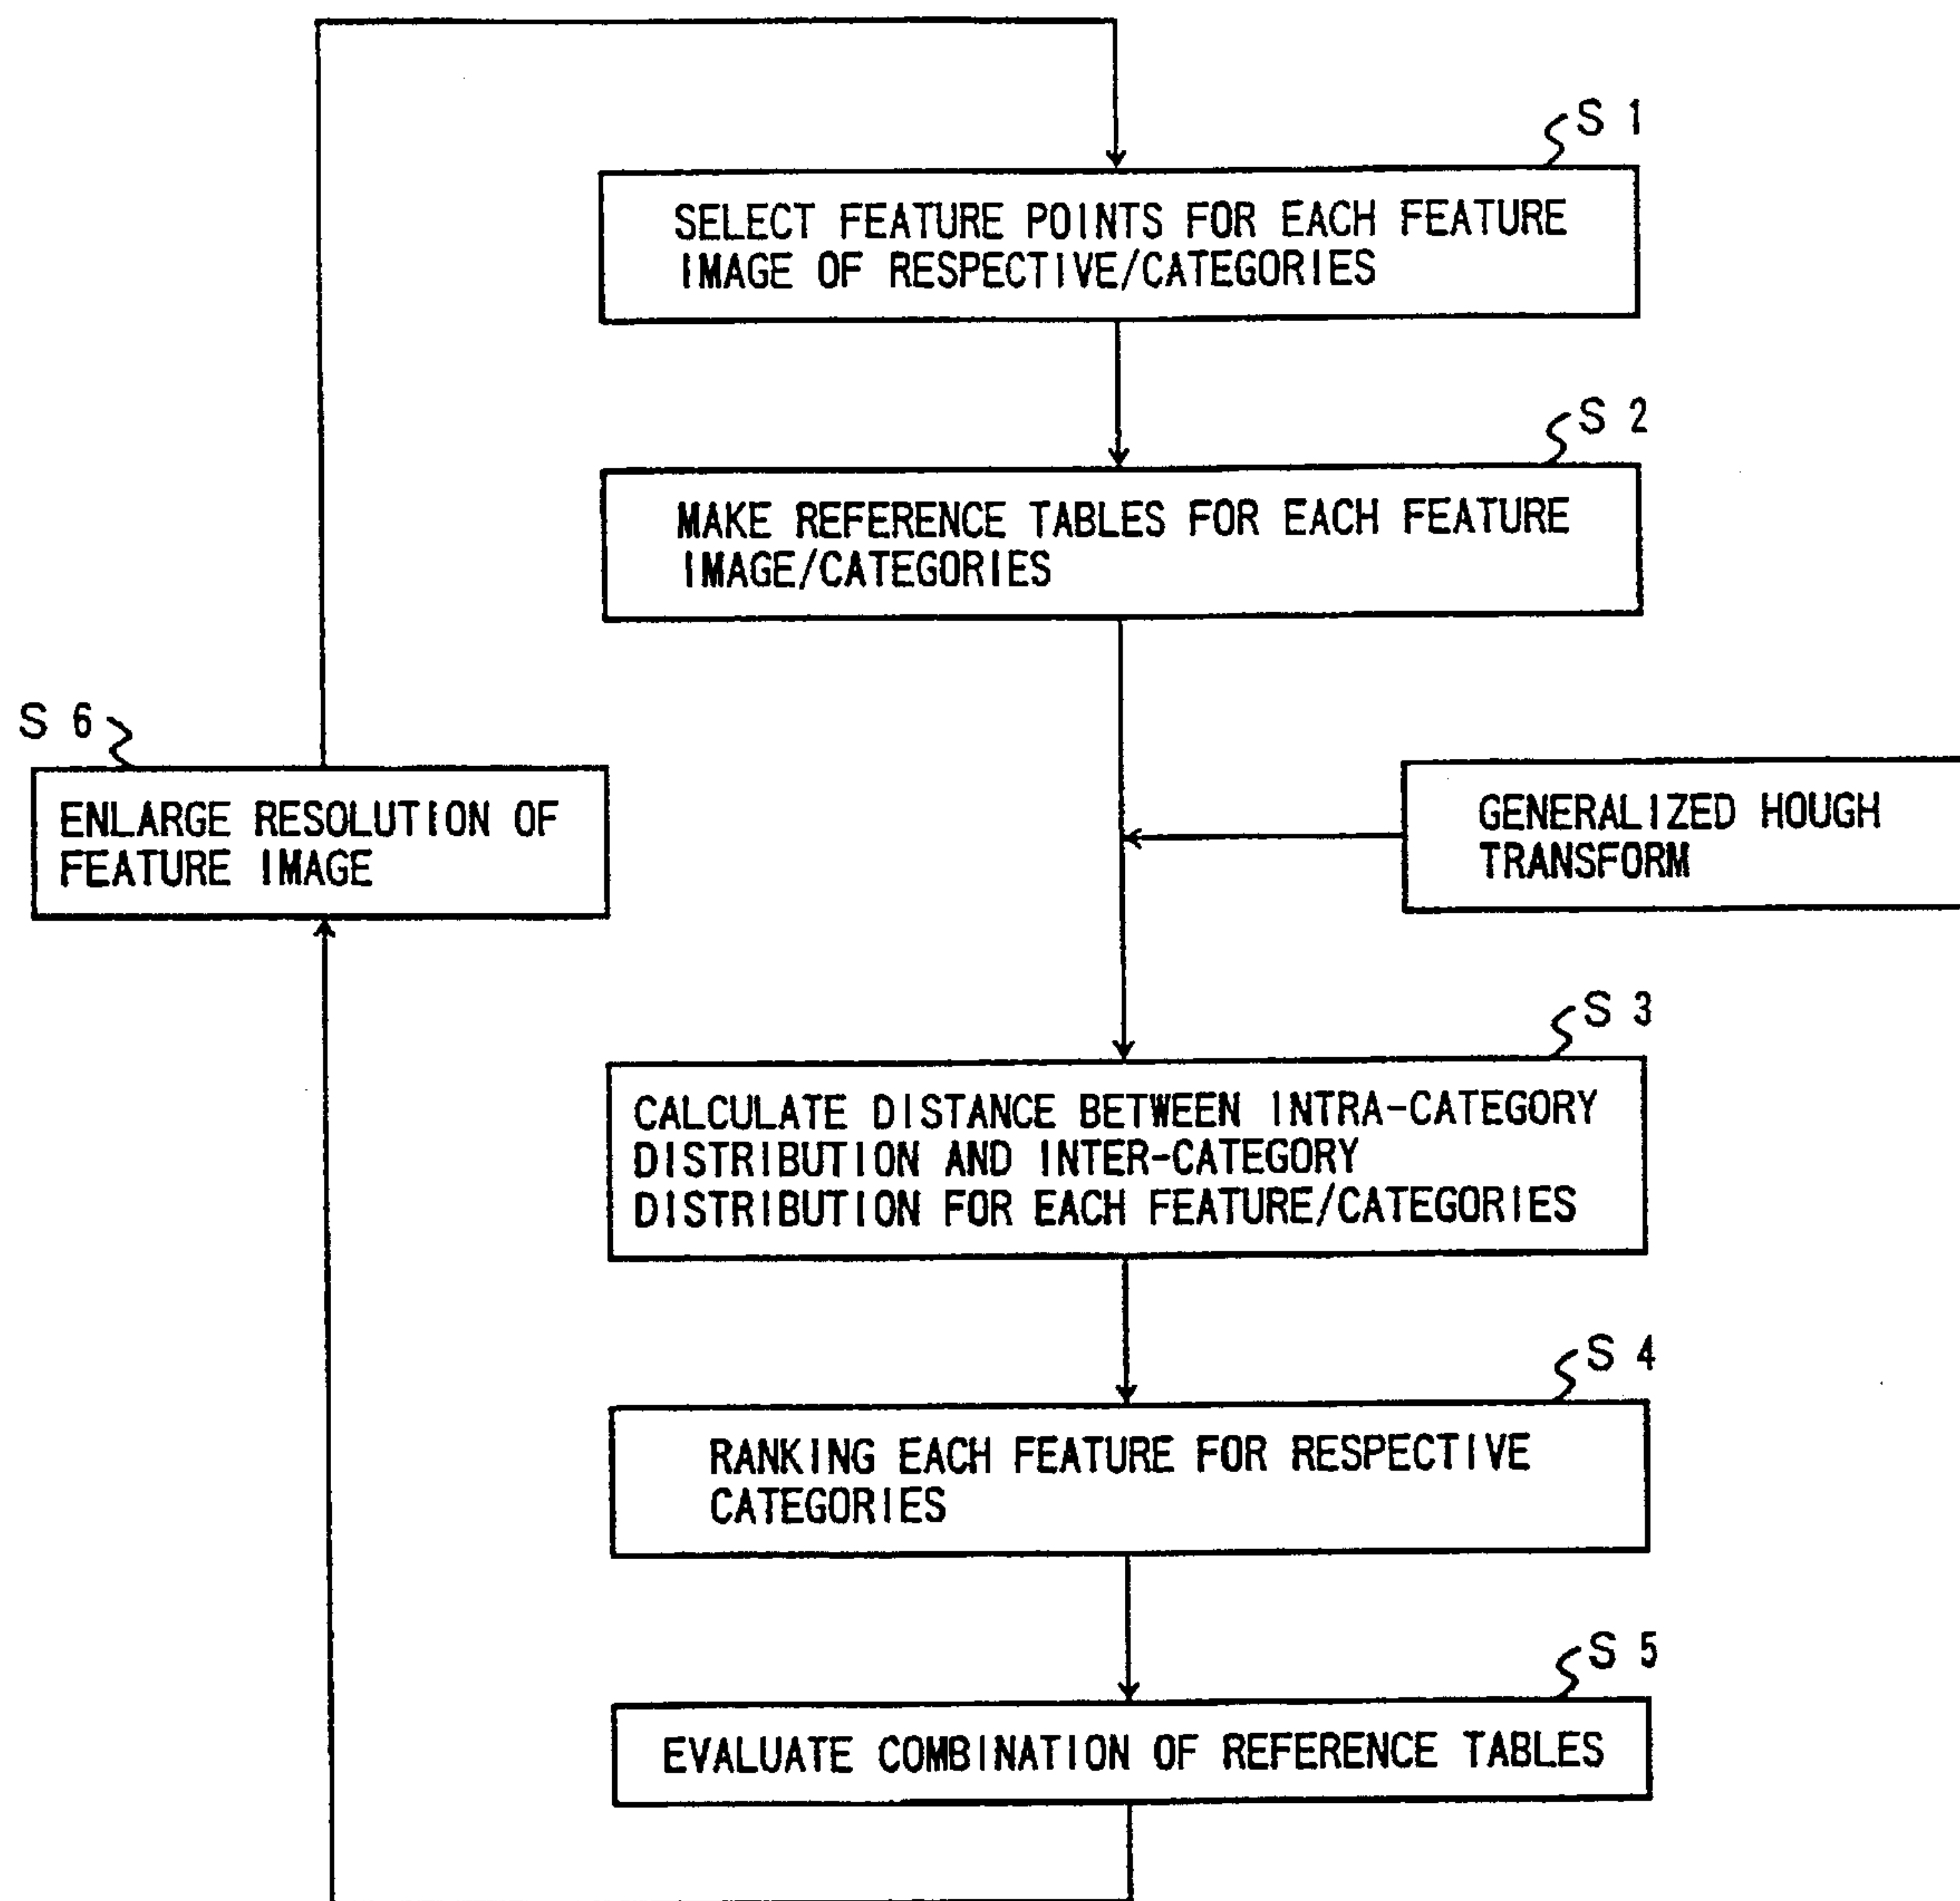 S 1
SELECT FEATURE POINTS FOR EACH FEATURE
IMAGE OF RESPECTIVE/CATEGORIES
S 2
MAKE REFERENCE TABLES FOR EACH FEATURE
IMAGE/CATEGORIES
S 6
ENLARGE RESOLUTION OF
FEATURE IMAGE
GENERALIZED HOUGH
TRANSFORM
S 3
CALCULATE DISTANCE BETWEEN INTRA-CATEGORY
DISTRIBUTION AND INTER-CATEGORY
DISTRIBUTION FOR EACH FEATURE/CATEGORIES
S 4
RANKING EACH FEATURE FOR RESPECTIVE
CATEGORIES
S 5
EVALUATE COMBINATION OF REFERENCE TABLES